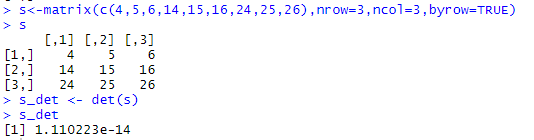 > s<-matrix(c(4,5,6,14,15,16,24,25,26),nrow=3,ncol=3,byrow=TRUE)
> s
     [,1] [,2] [,3]
[1,]    4    5    6
[2,]   14   15   16
[3,]   24   25   26
> s_det <- det(s)
> s_det
[1] 1.110223e-14